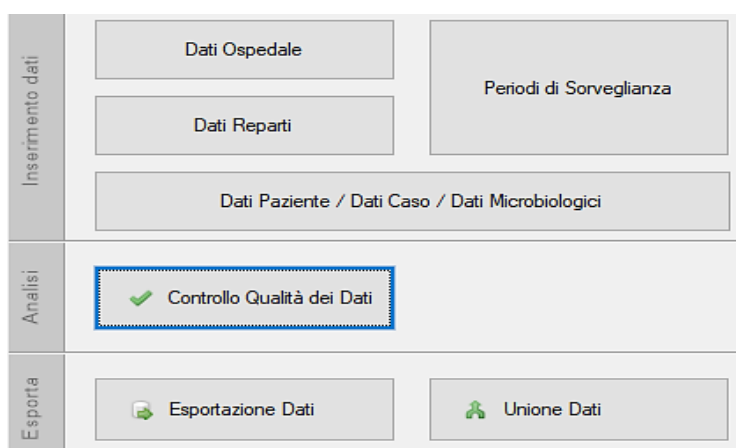 Inserimento dati
Dati Ospedale
Periodi di Sorveglianza
Dati Reparti
Dati Paziente / Dati Caso / Dati Microbiologici
Analisi
Controllo Qualità dei Dati
Esporta
Esportazione Dati
Unione Dati